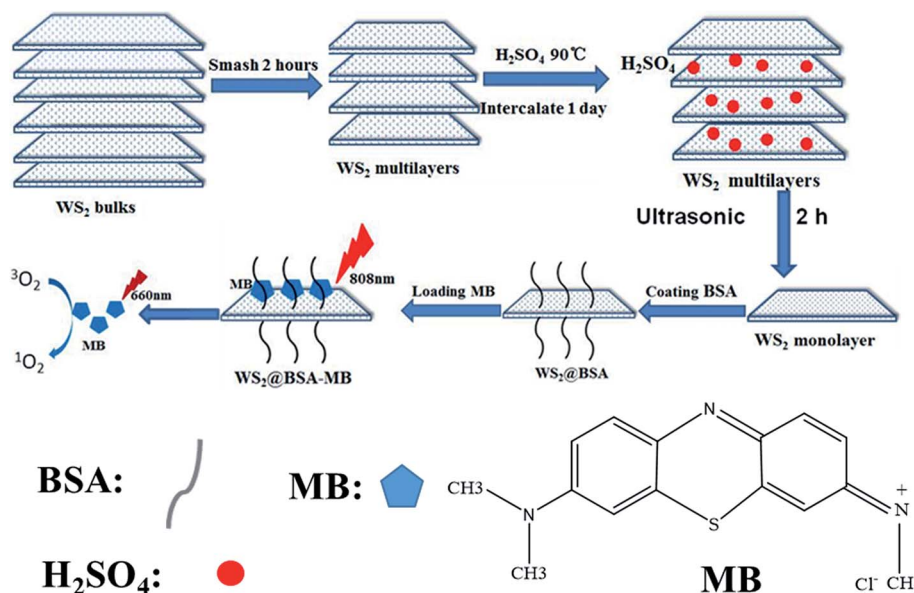 Smash 2 hours
H₂SO₄ 90℃
Intercalate 1 day
H₂SO₄
WS₂ bulks
WS₂ multilayers
WS₂ multilayers
Ultrasonic 2 h
³O₂
660nm
MB
¹O₂
MB
808nm
WS₂@BSA-MB
Loading MB
WS₂@BSA
Coating BSA
WS₂ monolayer
BSA:
MB:
H₂SO₄:
N
CH3
N
CH3
S
N
+
Cl⁻
CH
MB